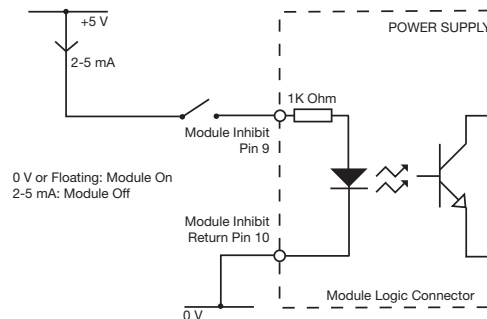 +5 V
POWER SUPPLY
2-5 mA
1K Ohm
Module Inhibit
Pin 9
0 V or Floating: Module On
2-5 mA: Module Off
Module Inhibit
Return Pin 10
Module Logic Connector
0 V